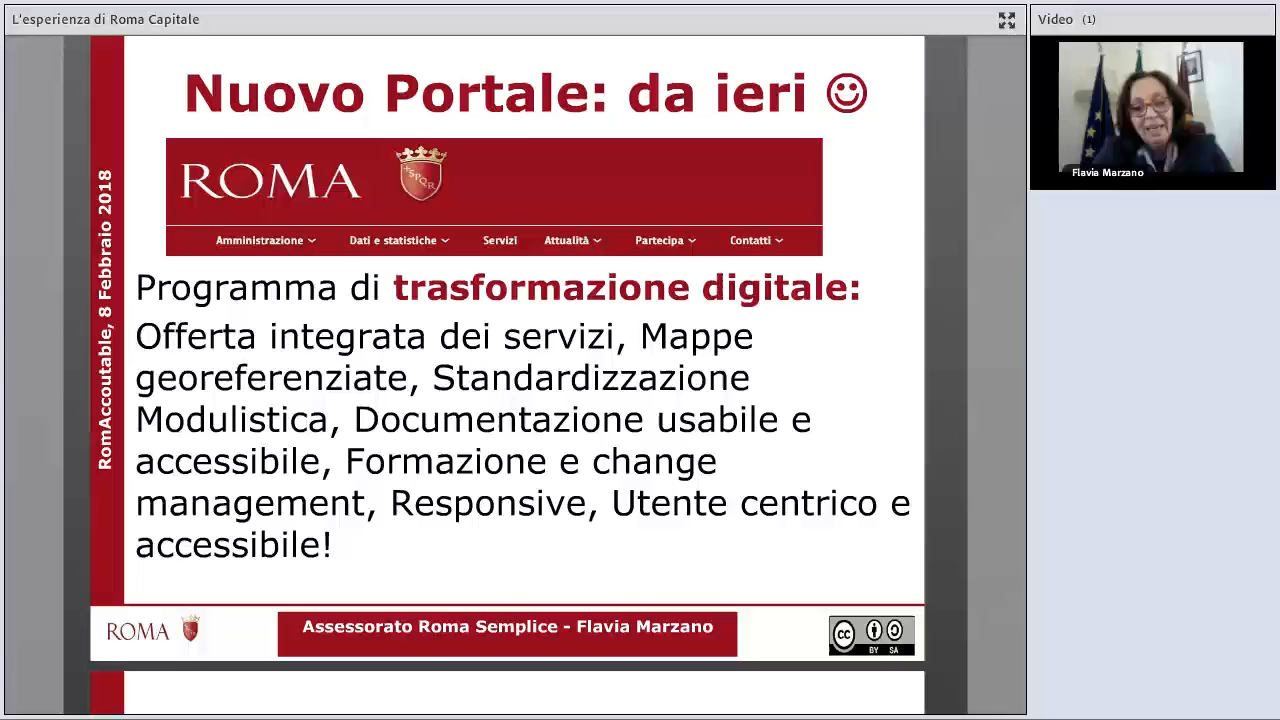 L'esperienza di Roma Capitale
Video (1)
Flavia Marzano
RomAccoutable, 8 Febbraio 2018
Nuovo Portale: da ieri ☺
ROMA
SPQR
Amministrazione Dati e statistiche Servizi Attualità Partecipa Contatti
Programma di trasformazione digitale:
Offerta integrata dei servizi, Mappe
georeferenziate, Standardizzazione
Modulistica, Documentazione usabile e
accessibile, Formazione e change
management, Responsive, Utente centrico e
accessibile!
ROMA
Assessorato Roma Semplice - Flavia Marzano
cc
BY SA